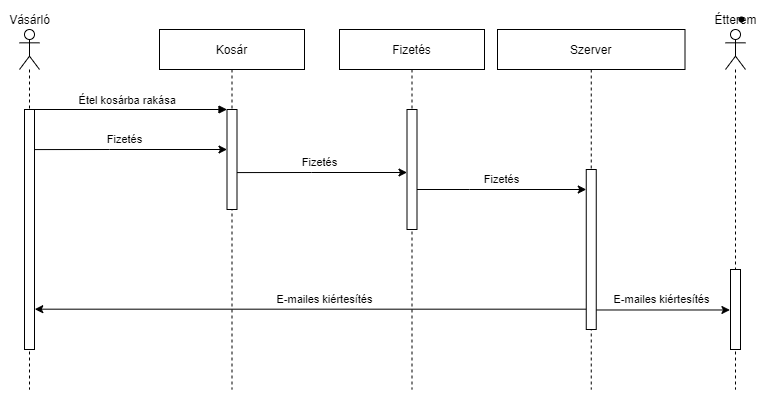 Vásárló
Étterem
Kosár
Fizetés
Szerver
Étel kosárba rakása
Fizetés
Fizetés
Fizetés
E-mailes kiértesítés
E-mailes kiértesítés